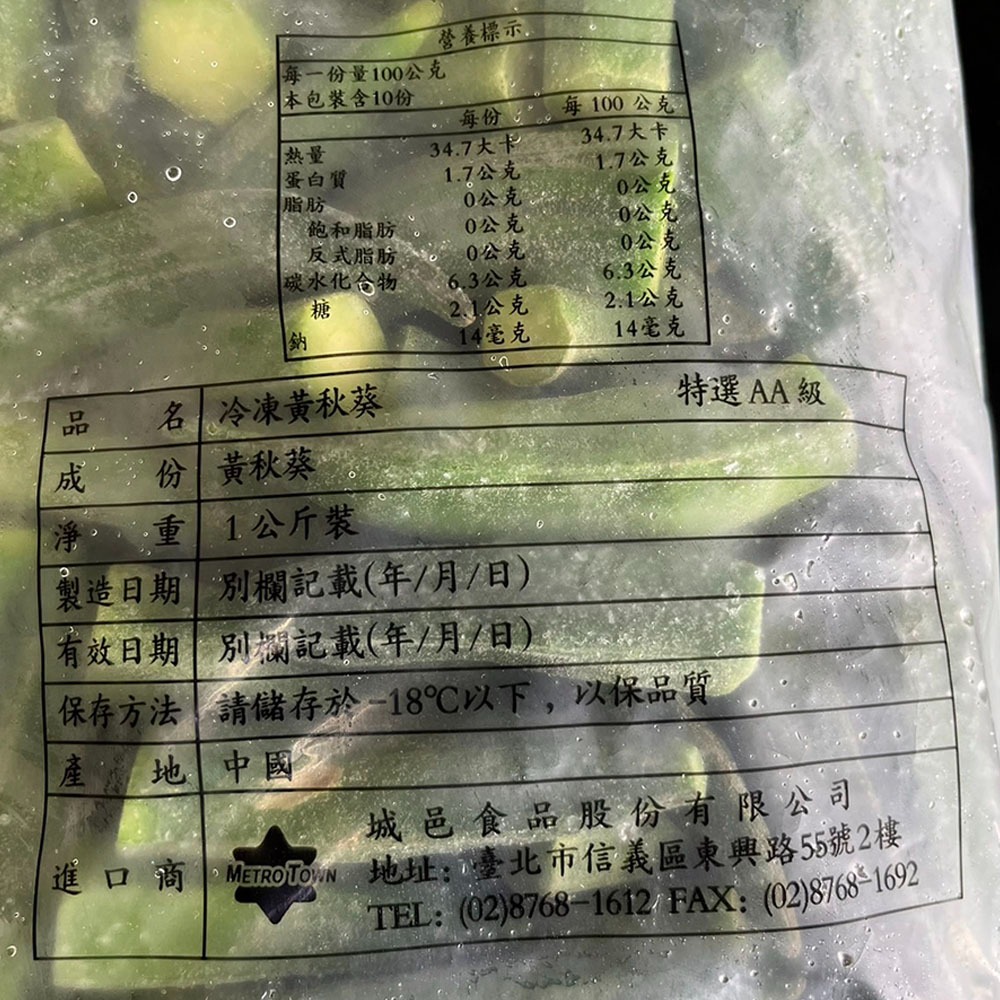 營養標示
每一份量100公克
本包裝含10份
每份 每 100 公克
熱量 34.7大卡 34.7大卡
蛋白質 1.7公克 1.7公克
脂肪 0公克 0公克
飽和脂肪 0公克 0公克
反式脂肪 0公克 0公克
碳水化合物 6.3公克 6.3公克
糖 2.1公克 2.1公克
鈉 14毫克 14毫克
品名 冷凍黃秋葵 特選 AA 級
成份 黃秋葵
淨重 1公斤裝
製造日期 別欄記載(年/月/日)
有效日期 別欄記載(年/月/日)
保存方法 請儲存於-18℃以下，以保品質
產地 中國
進口商 METRO TOWN 城邑食品股份有限公司
地址: 臺北市信義區東興路55號2樓
TEL: (02)8768-1612 FAX: (02)8768-1692